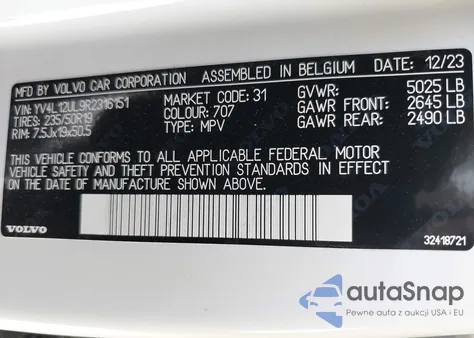 MFD BY VOLVO CAR CORPORATION ASSEMBLED IN BELGIUM DATE 12/23
VIN: YV4L12UL9R2316151 MARKET CODE: 31 GVWR: 5025 LB
TIRES: 235/50R19 COLOUR: 707 GAWR FRONT: 2645 LB
RIM: 7.5Jx19x50.5 TYPE: MPV GAWR REAR: 2490 LB
THIS VEHICLE CONFORMS TO ALL APPLICABLE FEDERAL MOTOR
VEHICLE SAFETY AND THEFT PREVENTION STANDARDS IN EFFECT
ON THE DATE OF MANUFACTURE SHOWN ABOVE.
VOLVO 32418721
autoSnap
Pewne auta z aukcji USA i EU